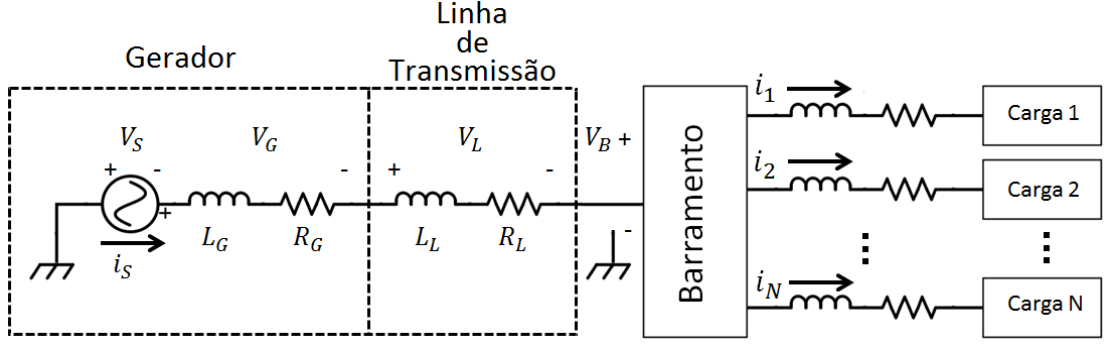 Linha
de
Transmissão
Gerador
V_S
V_G
V_L
V_B +
+ -
-
+ -
+
L_G
R_G
L_L
R_L
-
i_S
Barramento
i_1
Carga 1
i_2
Carga 2
i_N
Carga N